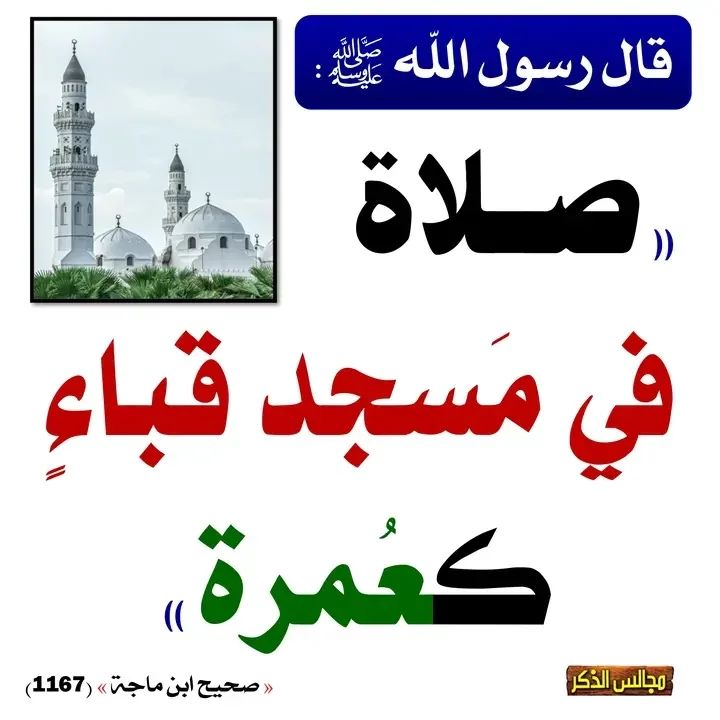 قال رسول الله ﷺ :
(( صلاة
في مَسجد قباءٍ
كعُمرة ))
« صحيح ابن ماجة » (1167)
مجالس الذكر